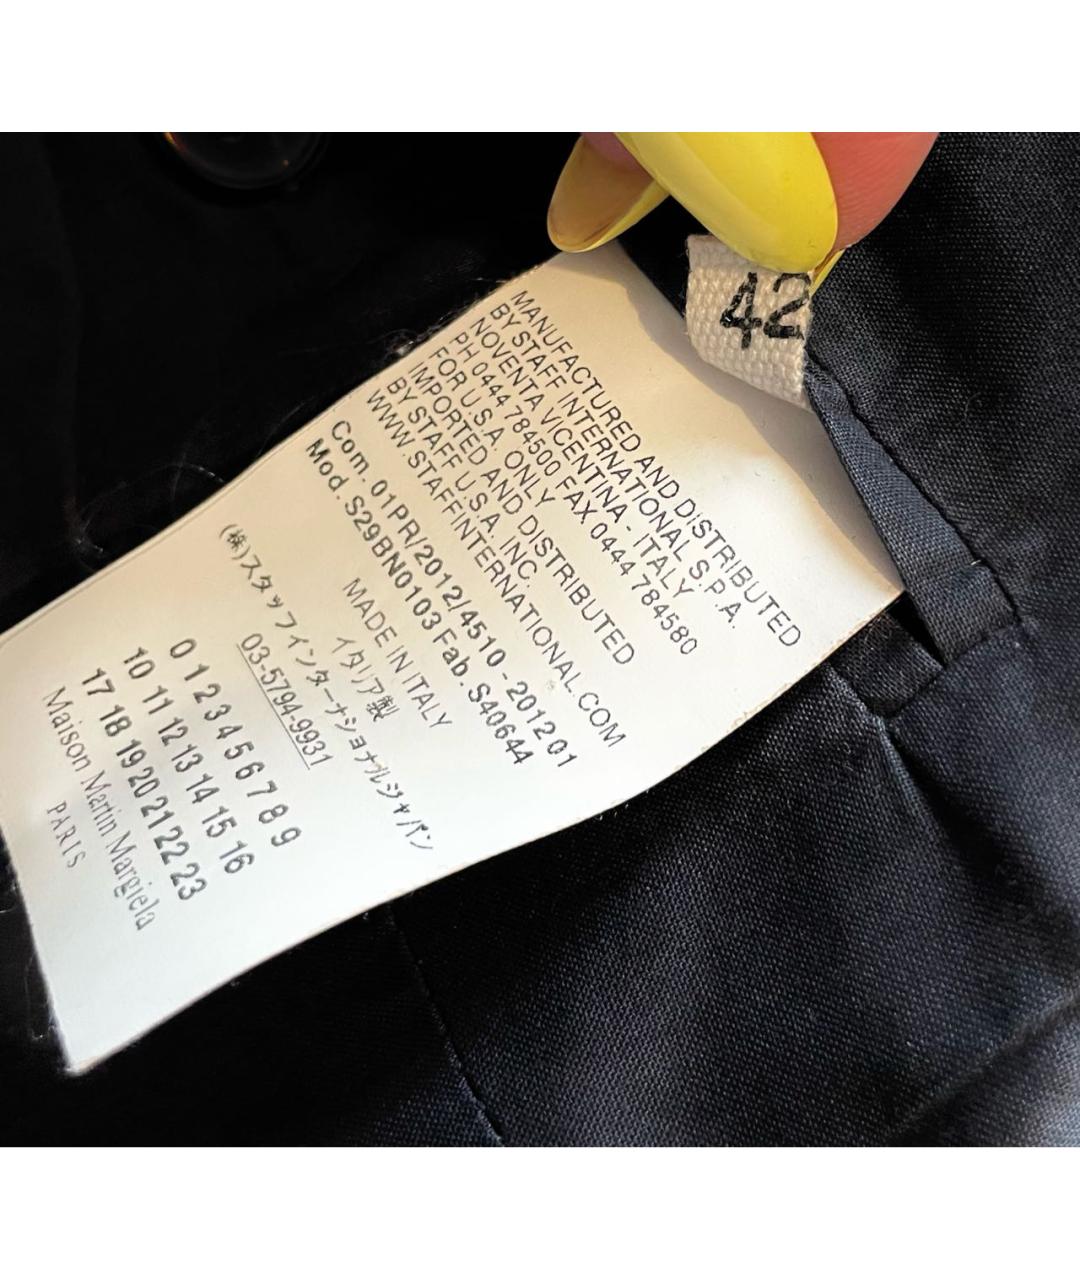 42
MANUFACTURED AND DISTRIBUTED
BY STAFF INTERNATIONAL S.P.A.
NOVENTA VICENTINA - ITALY
PH 0444 784500 FAX 0444 784580
FOR U.S.A. ONLY
IMPORTED AND DISTRIBUTED
BY STAFF U.S.A. INC.
WWW.STAFFINTERNATIONAL.COM
Com. 01PR/2012/4510 - 2012 01
Mod. S29BN0103 Fab. S40644
MADE IN ITALY
イタリア製
(株)スタッフインターナショナルジャパン
03-5794-9931
0 1 2 3 4 5 6 7 8 9
10 11 12 13 14 15 16
17 18 19 20 21 22 23
Maison Martin Margiela
PARIS